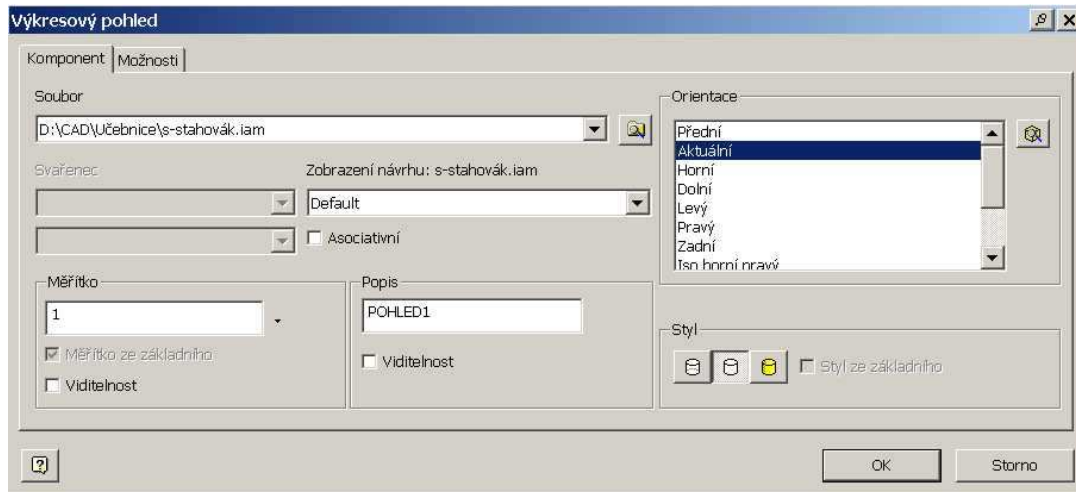 Výkresový pohled
Komponent
Možnosti
Soubor
D:\CAD\Učebnice\s-stahovák.iam
Svařenec
Zobrazení návrhu: s-stahovák.iam
Default
Asociativní
Měřítko
1
Měřítko ze základního
Viditelnost
Popis
POHLED1
Viditelnost
Orientace
Přední
Aktuální
Horní
Dolní
Levý
Pravý
Zadní
Iso horní pravý
Styl
Styl ze základního
OK
Storno